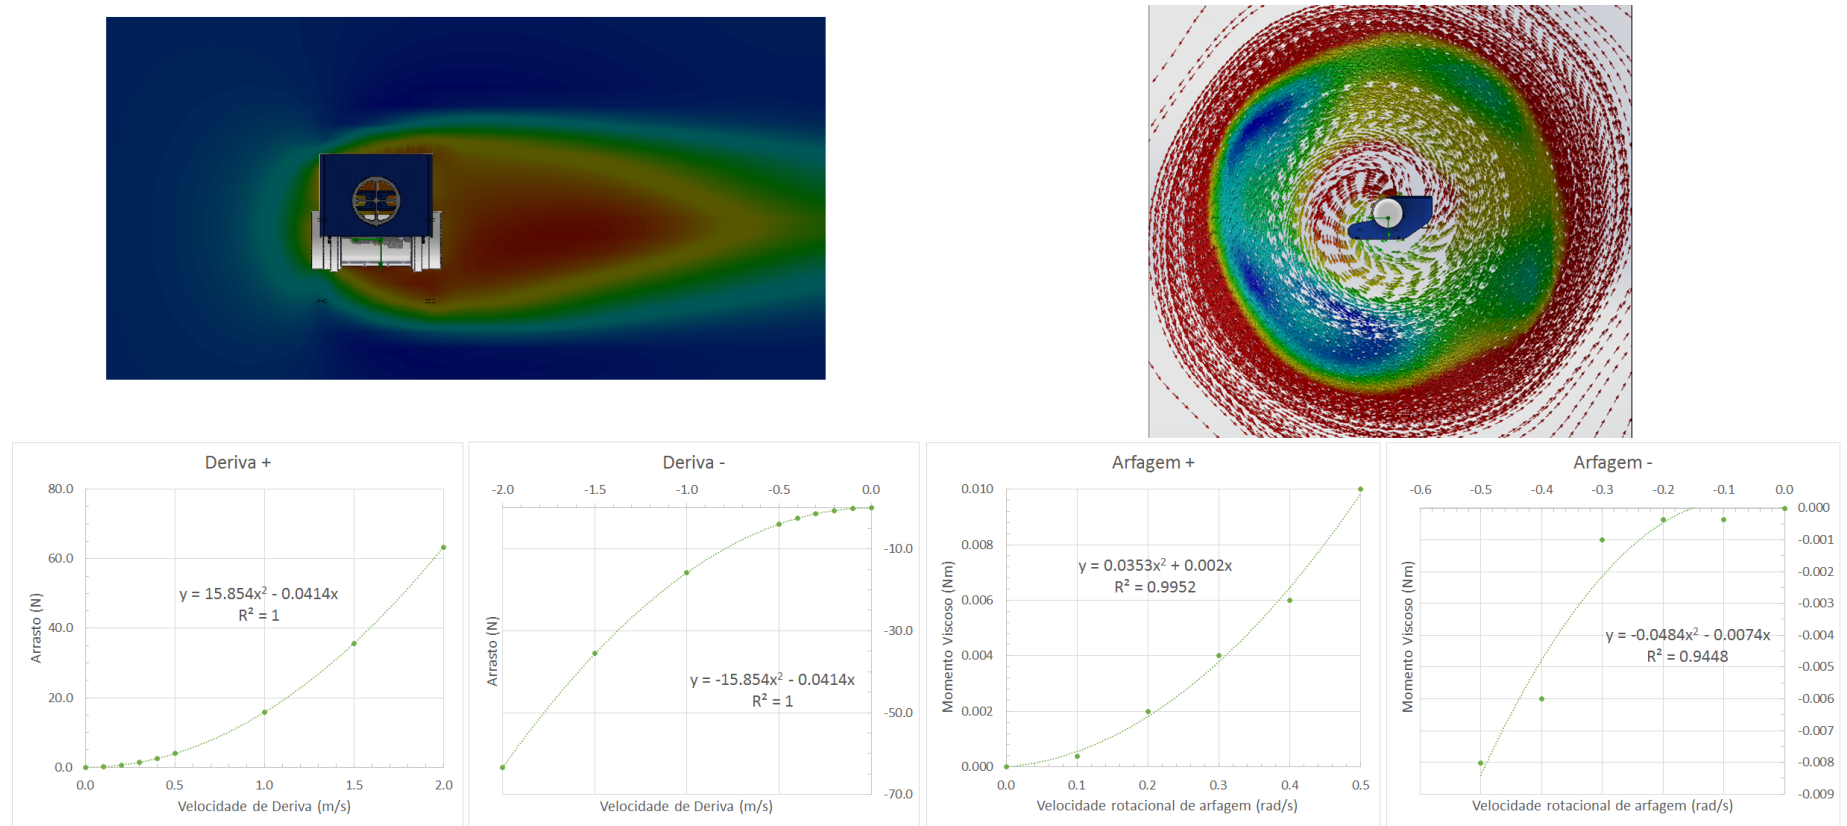 Deriva +
80.0
60.0
40.0
20.0
0.0
Arrasto (N)
y = 15.854x² - 0.0414x
R² = 1
0.0 0.5 1.0 1.5 2.0
Velocidade de Deriva (m/s)
Deriva -
-2.0 -1.5 -1.0 -0.5 0.0
-10.0
-30.0
-50.0
-70.0
Arrasto (N)
y = -15.854x² - 0.0414x
R² = 1
Velocidade de Deriva (m/s)
Arfagem +
0.010
0.008
0.006
0.004
0.002
0.000
Momento Viscoso (Nm)
y = 0.0353x² + 0.002x
R² = 0.9952
0.0 0.1 0.2 0.3 0.4 0.5
Velocidade rotacional de arfagem (rad/s)
Arfagem -
-0.6 -0.5 -0.4 -0.3 -0.2 -0.1 0.0
0.000
-0.001
-0.002
-0.003
-0.004
-0.005
-0.006
-0.007
-0.008
-0.009
Momento Viscoso (Nm)
y = -0.0484x² - 0.0074x
R² = 0.9448
Velocidade rotacional de arfagem (rad/s)